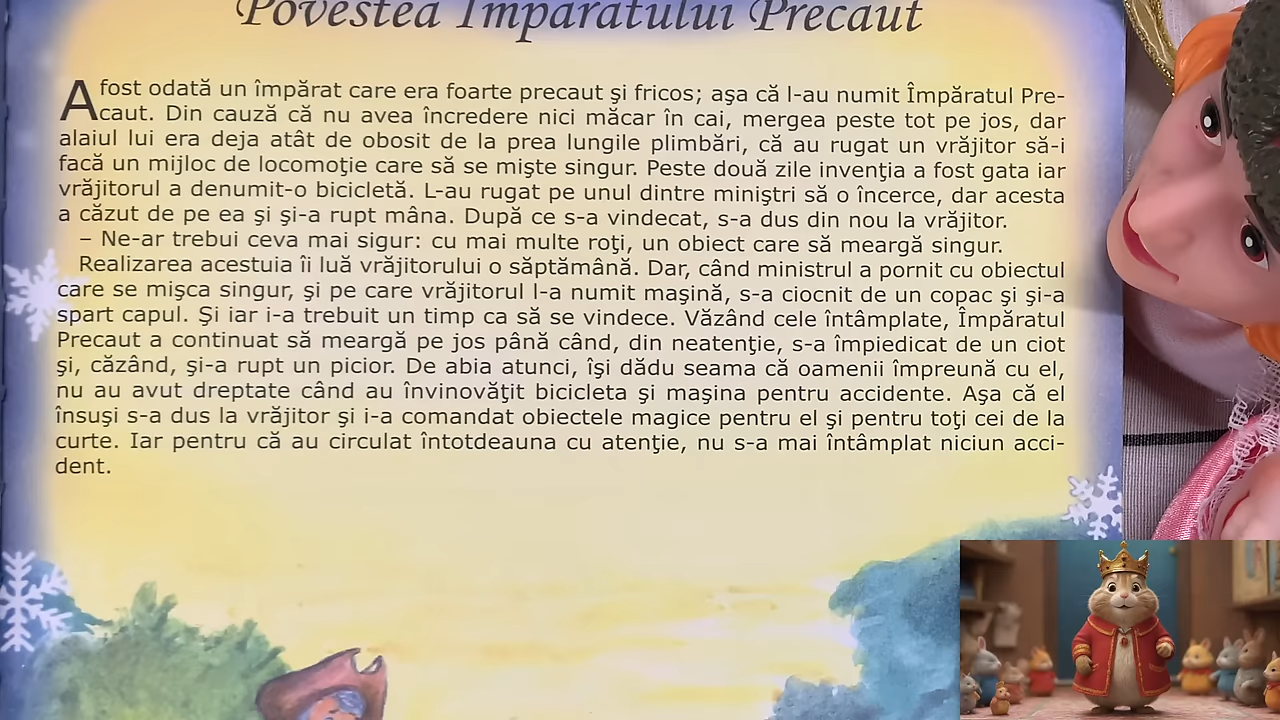 Povestea Împăratului Precaut
A fost odată un împărat care era foarte precaut şi fricos; aşa că l-au numit Împăratul Pre-
caut. Din cauză că nu avea încredere nici măcar în cai, mergea peste tot pe jos, dar
alaiul lui era deja atât de obosit de la prea lungile plimbări, că au rugat un vrăjitor să-i
facă un mijloc de locomoţie care să se mişte singur. Peste două zile invenţia a fost gata iar
vrăjitorul a denumit-o bicicletă. L-au rugat pe unul dintre miniştri să o încerce, dar acesta
a căzut de pe ea şi şi-a rupt mâna. După ce s-a vindecat, s-a dus din nou la vrăjitor.
– Ne-ar trebui ceva mai sigur: cu mai multe roţi, un obiect care să meargă singur.
Realizarea acestuia îi luă vrăjitorului o săptămână. Dar, când ministrul a pornit cu obiectul
care se mişca singur, şi pe care vrăjitorul l-a numit maşină, s-a ciocnit de un copac şi şi-a
spart capul. Şi iar i-a trebuit un timp ca să se vindece. Văzând cele întâmplate, Împăratul
Precaut a continuat să meargă pe jos până când, din neatenţie, s-a împiedicat de un ciot
şi, căzând, şi-a rupt un picior. De abia atunci, îşi dădu seama că oamenii împreună cu el,
nu au avut dreptate când au învinovăţit bicicleta şi maşina pentru accidente. Aşa că el
însuşi s-a dus la vrăjitor şi i-a comandat obiectele magice pentru el şi pentru toţi cei de la
curte. Iar pentru că au circulat întotdeauna cu atenţie, nu s-a mai întâmplat niciun acci-
dent.